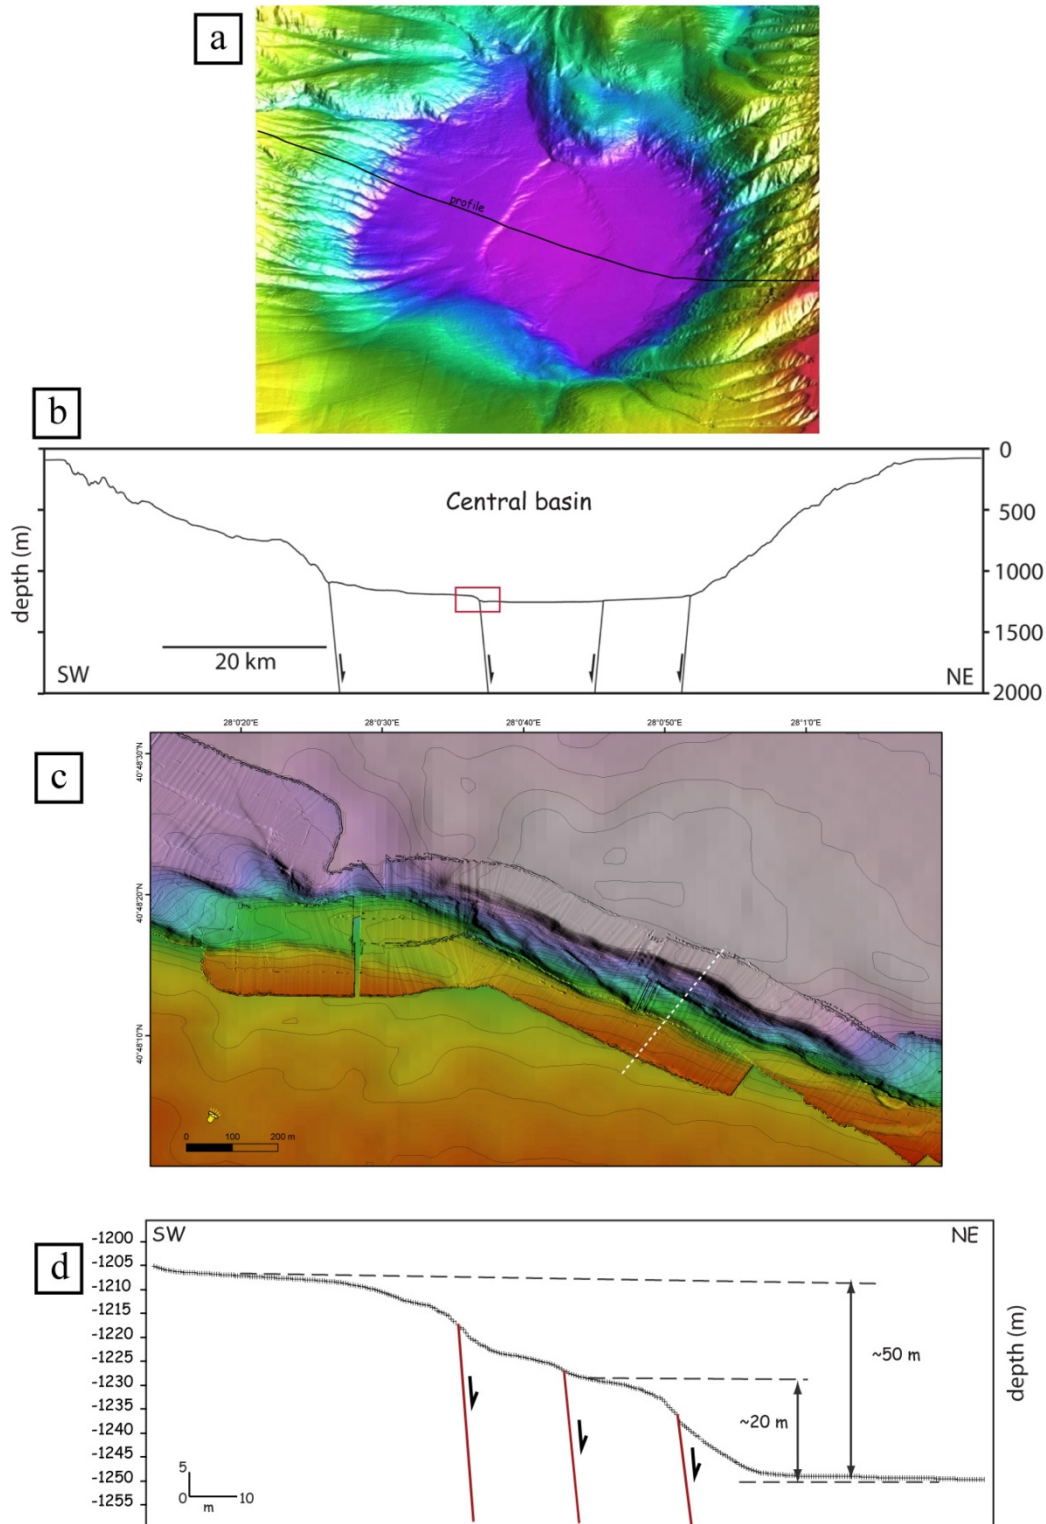 a
profile
b
0
Central basin
500
depth (m)
1000
1500
20 km
SW
NE
2000
28°0'20"E 28°0'30"E 28°0'40"E 28°0'50"E 28°1'0"E
c
40°48'30"N
40°48'20"N
40°48'10"N
0 100 200 m
d
SW
NE
-1200
-1205
-1210
-1215
-1220
-1225
-1230
-1235
-1240
-1245
-1250
-1255
~50 m
~20 m
depth (m)
5
0 10
m